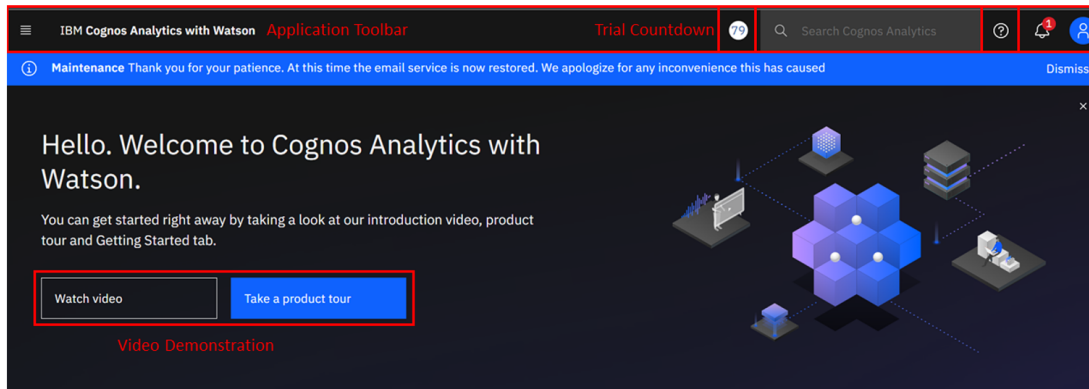 IBM Cognos Analytics with Watson Application Toolbar Trial Countdown 79 Search Cognos Analytics 1
Maintenance Thank you for your patience. At this time the email service is now restored. We apologize for any inconvenience this has caused Dismiss
Hello. Welcome to Cognos Analytics with
Watson.
You can get started right away by taking a look at our introduction video, product
tour and Getting Started tab.
Watch video Take a product tour
Video Demonstration